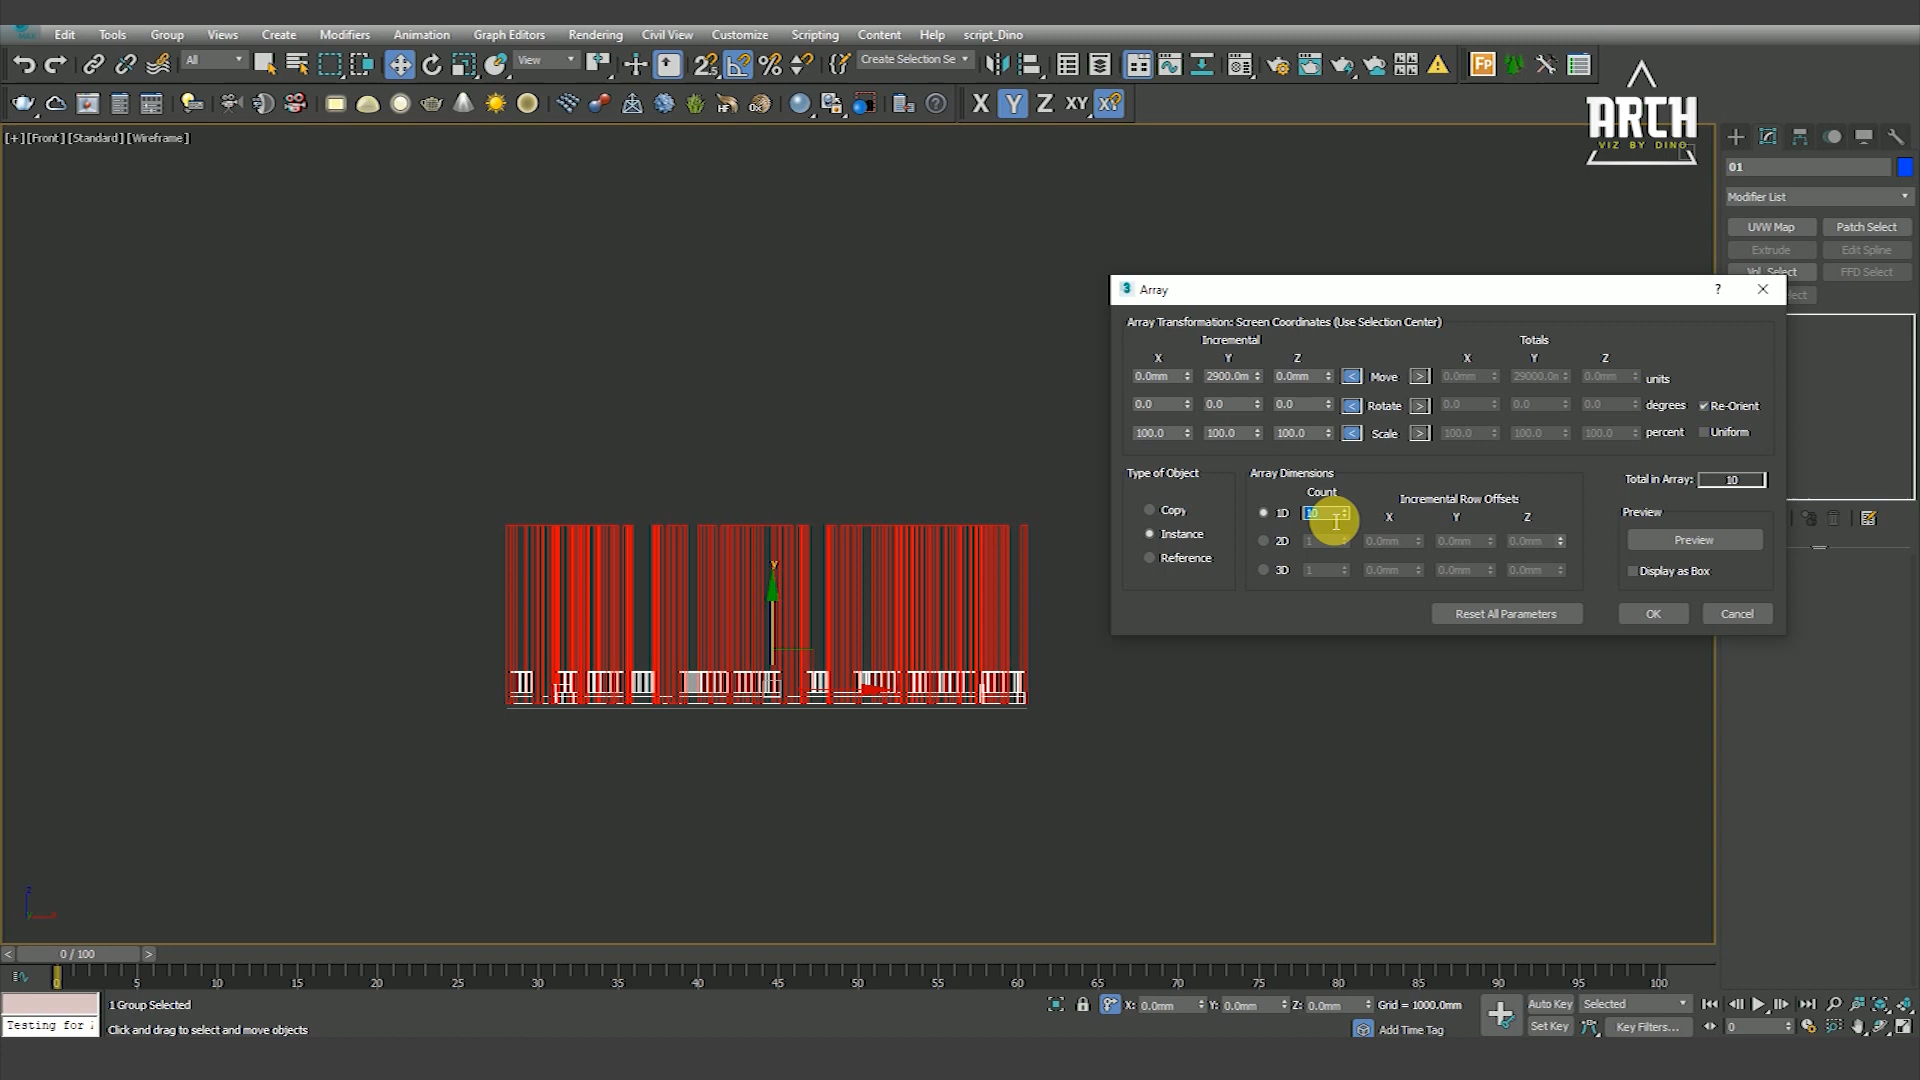 Edit Tools Group Views Create Modifiers Animation Graph Editors Rendering Civil View Customize Scripting Content Help script_Dino
All View Create Selection Se
X Y Z XY XY
ARCH
VIZ BY DINO
[+] [Front] [Standard] [Wireframe]
01
Modifier List
UVW Map Patch Select
Extrude Edit Spline
Vol. Select FFD Select
3 Array ?
Array Transformation: Screen Coordinates (Use Selection Center)
Incremental Totals
X Y Z X Y Z
0.0mm 2900.0m 0.0mm < Move > 0.0mm 29000.0n 0.0mm units
0.0 0.0 0.0 < Rotate > 0.0 0.0 0.0 degrees Re-Orient
100.0 100.0 100.0 < Scale > 100.0 100.0 100.0 percent Uniform
Type of Object Array Dimensions Total in Array: 10
Count Incremental Row Offsets
Copy 1D 10 X Y Z Preview
Instance 2D 1 0.0mm 0.0mm 0.0mm Preview
Reference 3D 1 0.0mm 0.0mm 0.0mm Display as Box
Reset All Parameters OK Cancel
y
z
< 0 / 100 >
0 5 10 15 20 25 30 35 40 45 50 55 60 65 70 75 80 85 90 95 100
1 Group Selected X: 0.0mm Y: 0.0mm Z: 0.0mm Grid = 1000.0mm Auto Key Selected
Testing for Click and drag to select and move objects Add Time Tag Set Key Key Filters... 0